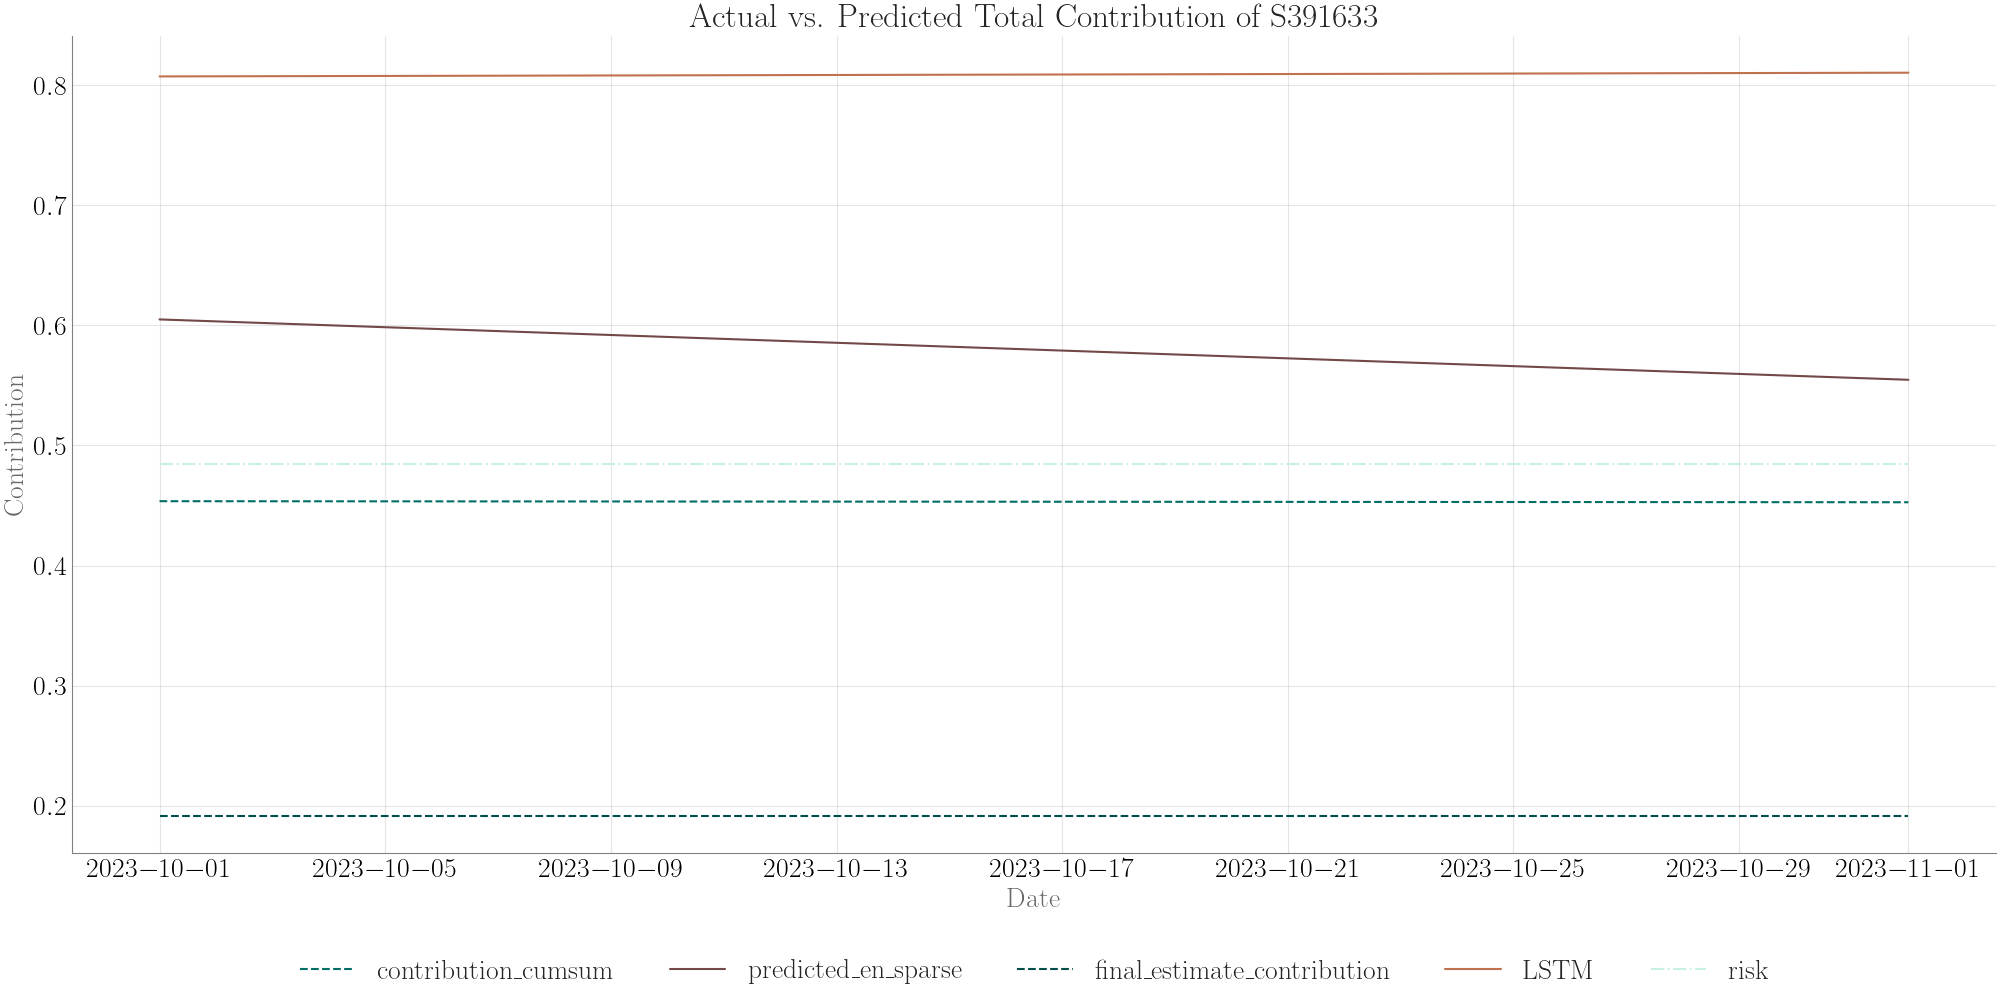 Actual vs. Predicted Total Contribution of S391633
0.8
0.7
0.6
0.5
0.4
0.3
0.2
Contribution
2023−10−01 2023−10−05 2023−10−09 2023−10−13 2023−10−17 2023−10−21 2023−10−25 2023−10−29 2023−11−01
Date
contribution_cumsum predicted_en_sparse final_estimate_contribution LSTM risk